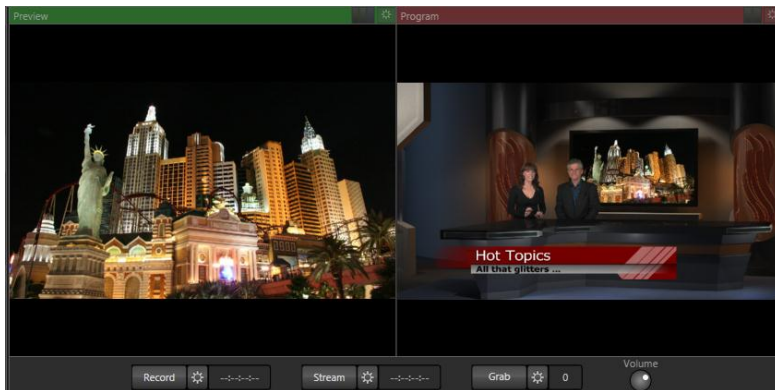 Preview
Program
Hot Topics
All that glitters ...
Volume
Record --:--:--:--
Stream --:--:--:--
Grab 0